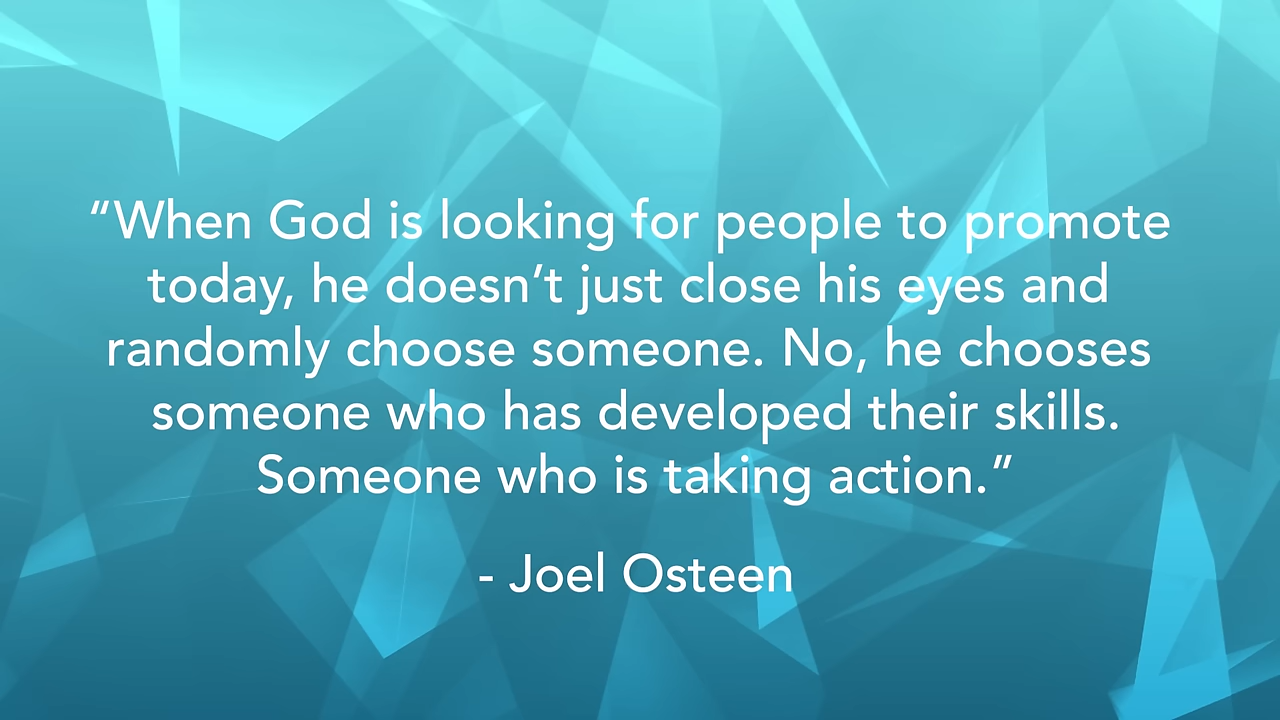 “When God is looking for people to promote
today, he doesn’t just close his eyes and
randomly choose someone. No, he chooses
someone who has developed their skills.
Someone who is taking action.”
- Joel Osteen